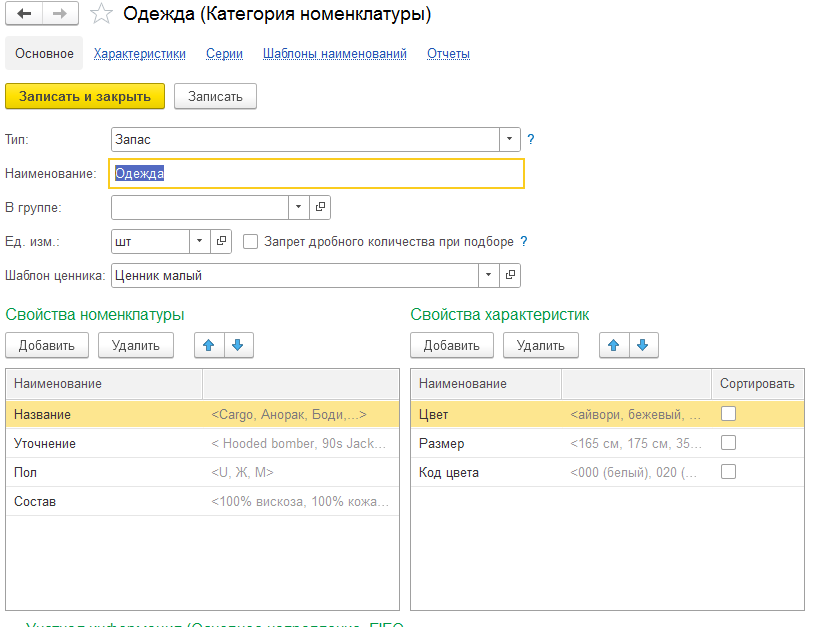 Одежда (Категория номенклатуры)
Основное Характеристики Серии Шаблоны наименований Отчеты
Записать и закрыть Записать
Тип: Запас ?
Наименование: Одежда
В группе:
Ед. изм.: шт Запрет дробного количества при подборе ?
Шаблон ценника: Ценник малый
Свойства номенклатуры Свойства характеристик
Добавить Удалить Добавить Удалить
Наименование Наименование Сортировать
Название <Cargo, Анорак, Боди,...> Цвет <айвори, бежевый, ...
Уточнение < Hooded bomber, 90s Jack... Размер <165 см, 175 см, 35...
Пол <U, Ж, М> Код цвета <000 (белый), 020 (...
Состав <100% вискоза, 100% кожа...